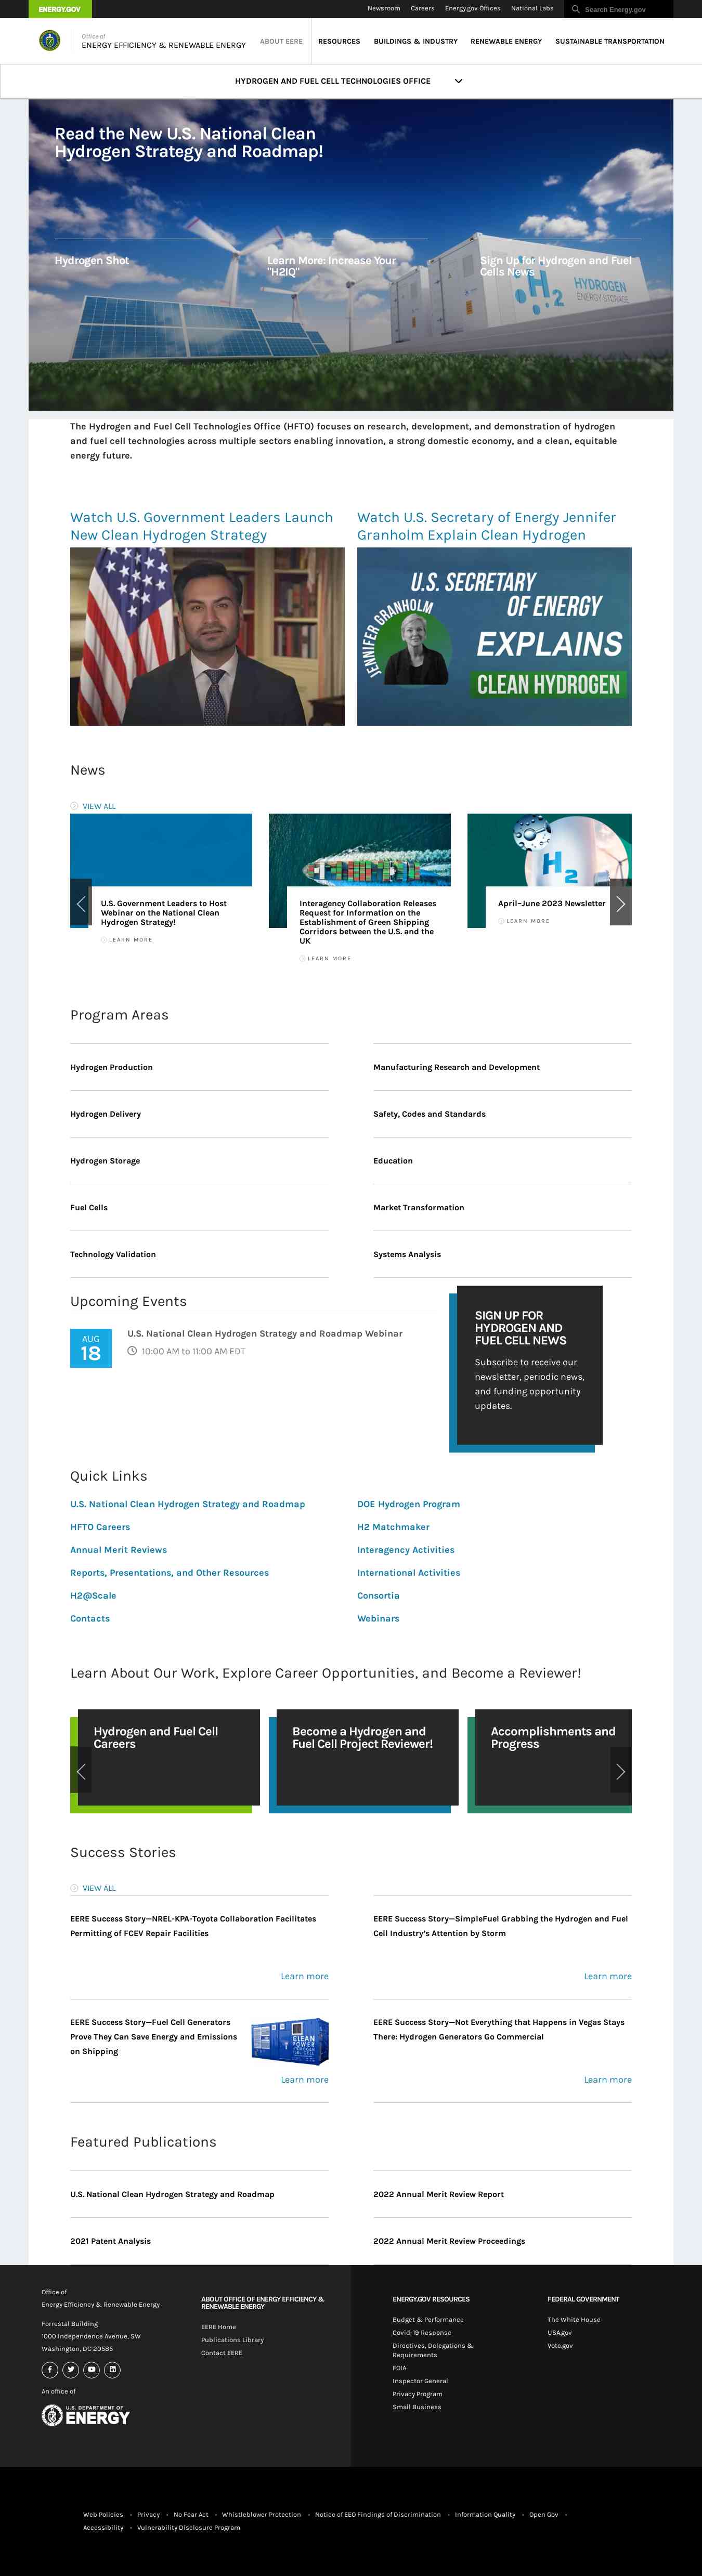 ENERGY.GOV
Newsroom
Careers
Energy.gov Offices
National Labs
Search Energy.gov
Office of
ENERGY EFFICIENCY & RENEWABLE ENERGY
ABOUT EERE
RESOURCES
BUILDINGS & INDUSTRY
RENEWABLE ENERGY
SUSTAINABLE TRANSPORTATION
HYDROGEN AND FUEL CELL TECHNOLOGIES OFFICE
Read the New U.S. National Clean
Hydrogen Strategy and Roadmap!
Hydrogen Shot
Learn More: Increase Your
"H2IQ"
Sign Up for Hydrogen and Fuel
Cells News
H2
HYDROGEN
ENERGY STORAGE
The Hydrogen and Fuel Cell Technologies Office (HFTO) focuses on research, development, and demonstration of hydrogen
and fuel cell technologies across multiple sectors enabling innovation, a strong domestic economy, and a clean, equitable
energy future.
Watch U.S. Government Leaders Launch
New Clean Hydrogen Strategy
Watch U.S. Secretary of Energy Jennifer
Granholm Explain Clean Hydrogen
U.S. SECRETARY
OF ENERGY
JENNIFER GRANHOLM
EXPLAINS
CLEAN HYDROGEN
News
VIEW ALL
U.S. Government Leaders to Host
Webinar on the National Clean
Hydrogen Strategy!
LEARN MORE
Interagency Collaboration Releases
Request for Information on the
Establishment of Green Shipping
Corridors between the U.S. and the
UK
LEARN MORE
H2
April–June 2023 Newsletter
LEARN MORE
Program Areas
Hydrogen Production
Manufacturing Research and Development
Hydrogen Delivery
Safety, Codes and Standards
Hydrogen Storage
Education
Fuel Cells
Market Transformation
Technology Validation
Systems Analysis
Upcoming Events
AUG
18
U.S. National Clean Hydrogen Strategy and Roadmap Webinar
10:00 AM to 11:00 AM EDT
SIGN UP FOR
HYDROGEN AND
FUEL CELL NEWS
Subscribe to receive our
newsletter, periodic news,
and funding opportunity
updates.
Quick Links
U.S. National Clean Hydrogen Strategy and Roadmap
HFTO Careers
Annual Merit Reviews
Reports, Presentations, and Other Resources
H2@Scale
Contacts
DOE Hydrogen Program
H2 Matchmaker
Interagency Activities
International Activities
Consortia
Webinars
Learn About Our Work, Explore Career Opportunities, and Become a Reviewer!
Hydrogen and Fuel Cell
Careers
Become a Hydrogen and
Fuel Cell Project Reviewer!
Accomplishments and
Progress
Success Stories
VIEW ALL
EERE Success Story—NREL-KPA-Toyota Collaboration Facilitates
Permitting of FCEV Repair Facilities
Learn more
EERE Success Story—SimpleFuel Grabbing the Hydrogen and Fuel
Cell Industry's Attention by Storm
Learn more
EERE Success Story—Fuel Cell Generators
Prove They Can Save Energy and Emissions
on Shipping
CLEAN
POWER
Learn more
EERE Success Story—Not Everything that Happens in Vegas Stays
There: Hydrogen Generators Go Commercial
Learn more
Featured Publications
U.S. National Clean Hydrogen Strategy and Roadmap
2022 Annual Merit Review Report
2021 Patent Analysis
2022 Annual Merit Review Proceedings
Office of
Energy Efficiency & Renewable Energy
Forrestal Building
1000 Independence Avenue, SW
Washington, DC 20585
An office of
U.S. DEPARTMENT OF
ENERGY
ABOUT OFFICE OF ENERGY EFFICIENCY &
RENEWABLE ENERGY
EERE Home
Publications Library
Contact EERE
ENERGY.GOV RESOURCES
Budget & Performance
Covid-19 Response
Directives, Delegations &
Requirements
FOIA
Inspector General
Privacy Program
Small Business
FEDERAL GOVERNMENT
The White House
USA.gov
Vote.gov
Web Policies • Privacy • No Fear Act • Whistleblower Protection • Notice of EEO Findings of Discrimination • Information Quality • Open Gov •
Accessibility • Vulnerability Disclosure Program